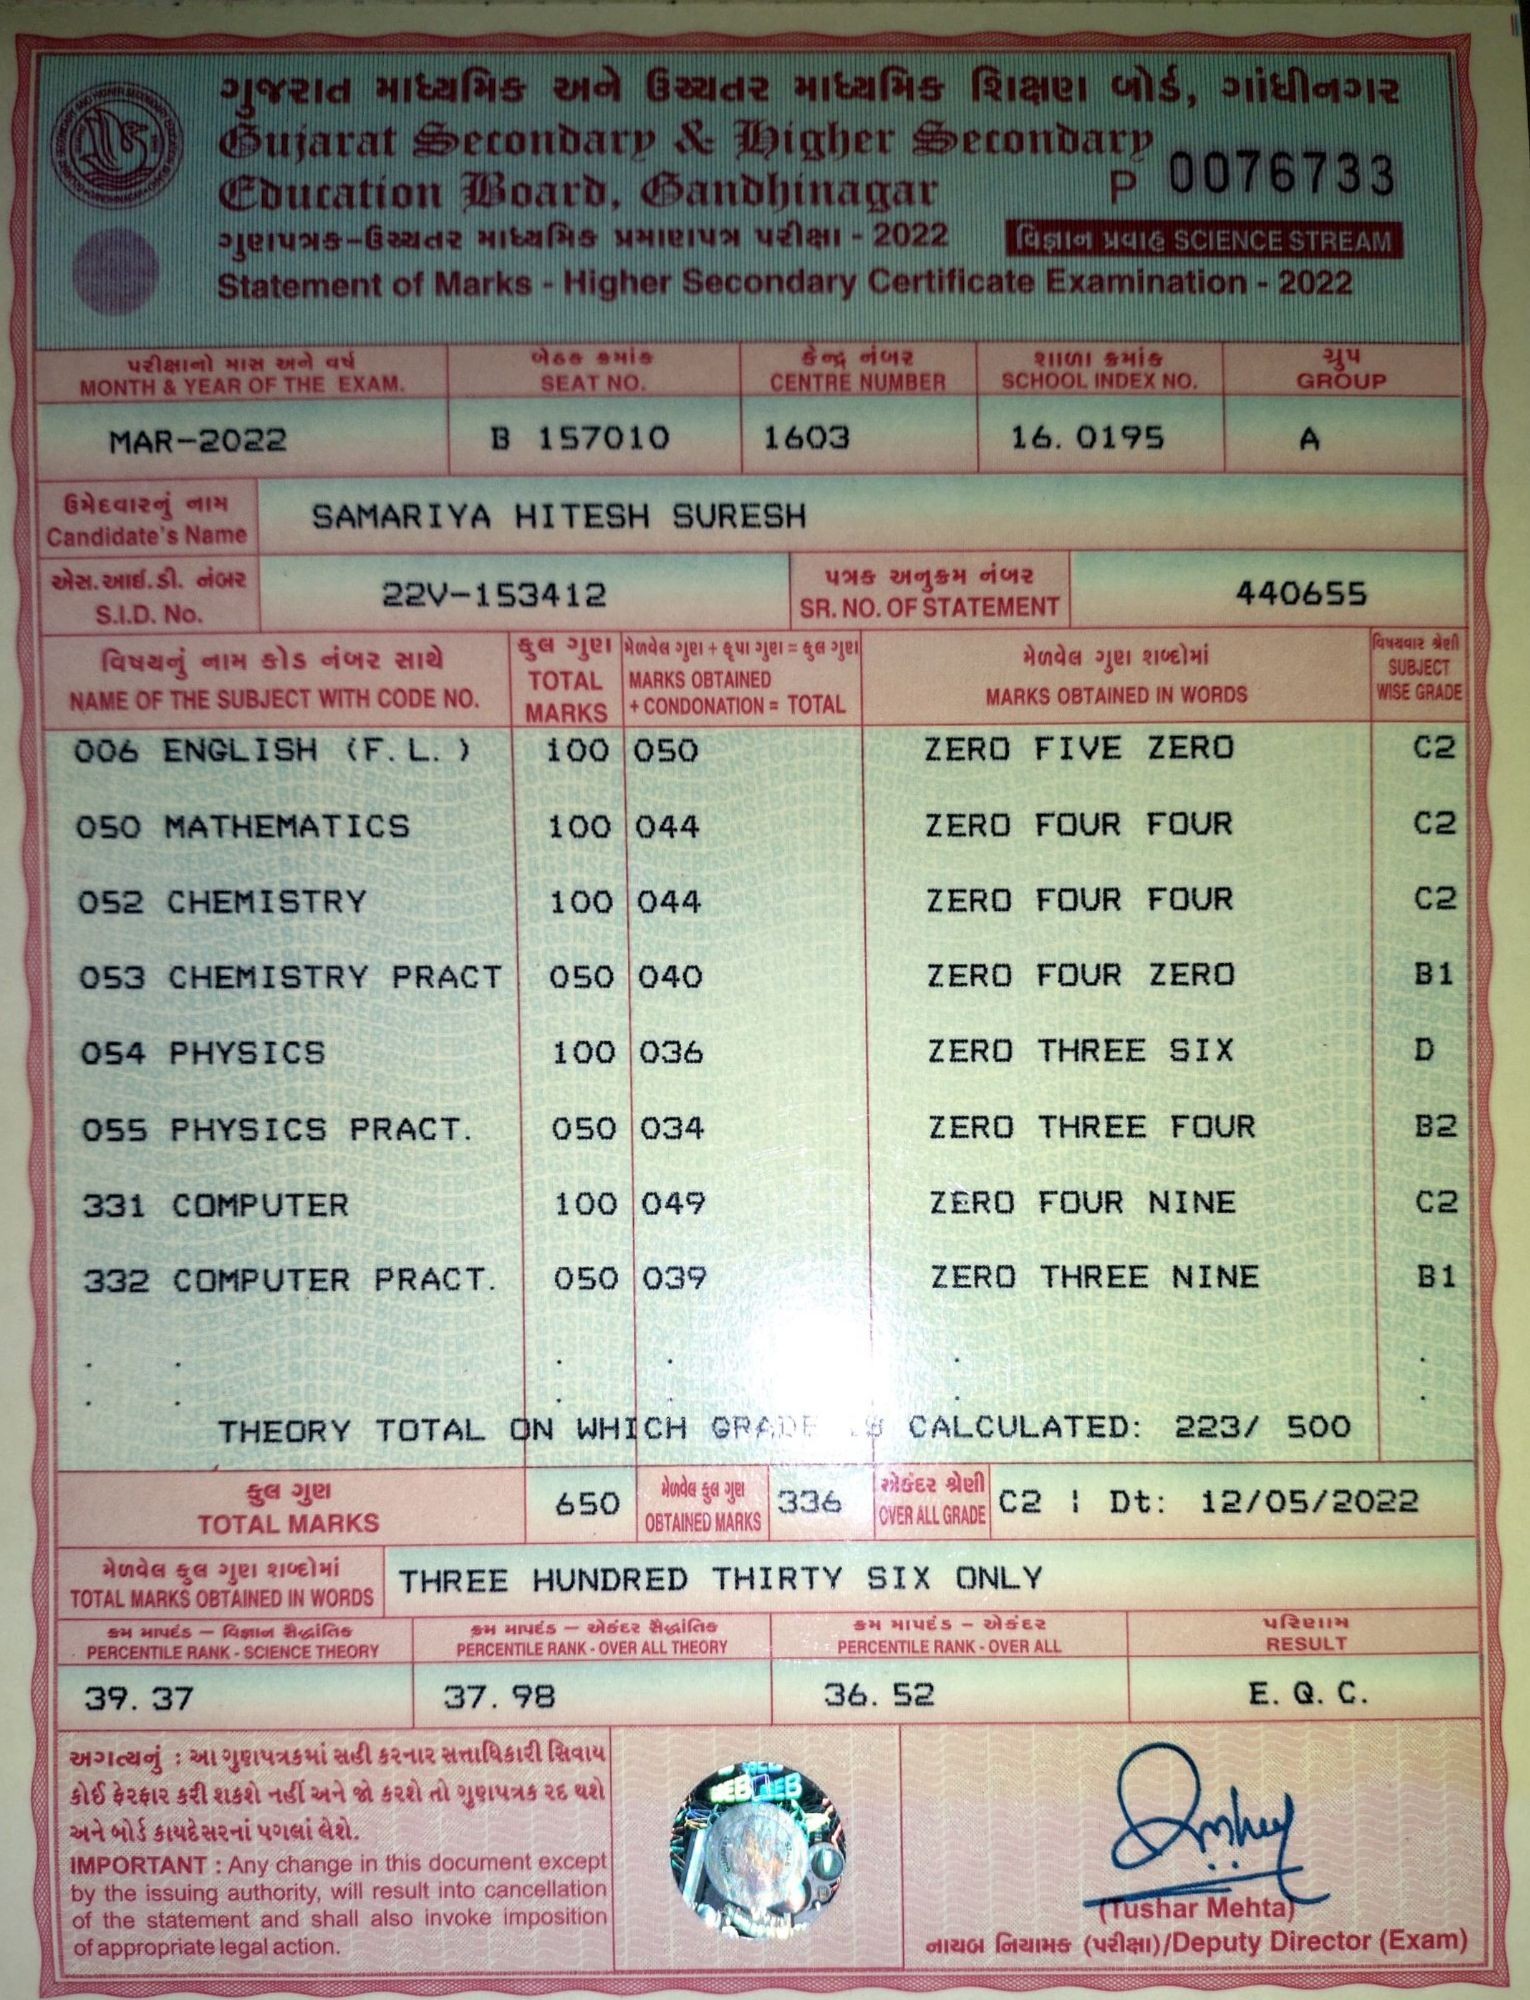 ગુજરાત માધ્યમિક અને ઉચ્ચતર માધ્યમિક શિક્ષણ બોર્ડ, ગાંધીનગર
Gujarat Secondary & Higher Secondary
Education Board, Gandhinagar
P 0076733
ગુણપત્રક-ઉચ્ચતર માધ્યમિક પ્રમાણપત્ર પરીક્ષા - 2022
વિજ્ઞાન પ્રવાહ SCIENCE STREAM
Statement of Marks - Higher Secondary Certificate Examination - 2022
પરીક્ષાનો માસ અને વર્ષ બેઠક ક્રમાંક કેન્દ્ર નંબર શાળા ક્રમાંક ગ્રુપ
MONTH & YEAR OF THE EXAM. SEAT NO. CENTRE NUMBER SCHOOL INDEX NO. GROUP
MAR-2022 B 157010 1603 16.0195 A
ઉમેદવારનું નામ
Candidate's Name
SAMARIYA HITESH SURESH
એસ.આઈ.ડી. નંબર
S.I.D. No.
22V-153412
પત્રક અનુક્રમ નંબર
SR. NO. OF STATEMENT
440655
વિષયનું નામ કોડ નંબર સાથે
NAME OF THE SUBJECT WITH CODE NO.
કુલ ગુણ
TOTAL
MARKS
મેળવેલ ગુણ + કૃપા ગુણ = કુલ ગુણ
MARKS OBTAINED
+ CONDONATION = TOTAL
મેળવેલ ગુણ શબ્દોમાં
MARKS OBTAINED IN WORDS
વિષયવાર શ્રેણી
SUBJECT
WISE GRADE
006 ENGLISH (F.L.) 100 050 ZERO FIVE ZERO C2
050 MATHEMATICS 100 044 ZERO FOUR FOUR C2
052 CHEMISTRY 100 044 ZERO FOUR FOUR C2
053 CHEMISTRY PRACT 050 040 ZERO FOUR ZERO B1
054 PHYSICS 100 036 ZERO THREE SIX D
055 PHYSICS PRACT. 050 034 ZERO THREE FOUR B2
331 COMPUTER 100 049 ZERO FOUR NINE C2
332 COMPUTER PRACT. 050 039 ZERO THREE NINE B1
THEORY TOTAL ON WHICH GRADE IS CALCULATED: 223/ 500
કુલ ગુણ
TOTAL MARKS
650
મેળવેલ કુલ ગુણ
OBTAINED MARKS
336
એકંદર શ્રેણી
OVER ALL GRADE
C2 | Dt: 12/05/2022
મેળવેલ કુલ ગુણ શબ્દોમાં
TOTAL MARKS OBTAINED IN WORDS
THREE HUNDRED THIRTY SIX ONLY
ક્રમ માપદંડ – વિજ્ઞાન સૈદ્ધાંતિક ક્રમ માપદંડ – એકંદર સૈદ્ધાંતિક ક્રમ માપદંડ – એકંદર પરિણામ
PERCENTILE RANK - SCIENCE THEORY PERCENTILE RANK - OVER ALL THEORY PERCENTILE RANK - OVER ALL RESULT
39.37 37.98 36.52 E.Q.C.
અગત્યનું : આ ગુણપત્રકમાં સહી કરનાર સત્તાધિકારી સિવાય
કોઈ ફેરફાર કરી શકશે નહીં અને જો કરશે તો ગુણપત્રક રદ થશે
અને બોર્ડ કાયદેસરનાં પગલાં લેશે.
IMPORTANT : Any change in this document except
by the issuing authority, will result into cancellation
of the statement and shall also invoke imposition
of appropriate legal action.
(Tushar Mehta)
નાયબ નિયામક (પરીક્ષા)/Deputy Director (Exam)